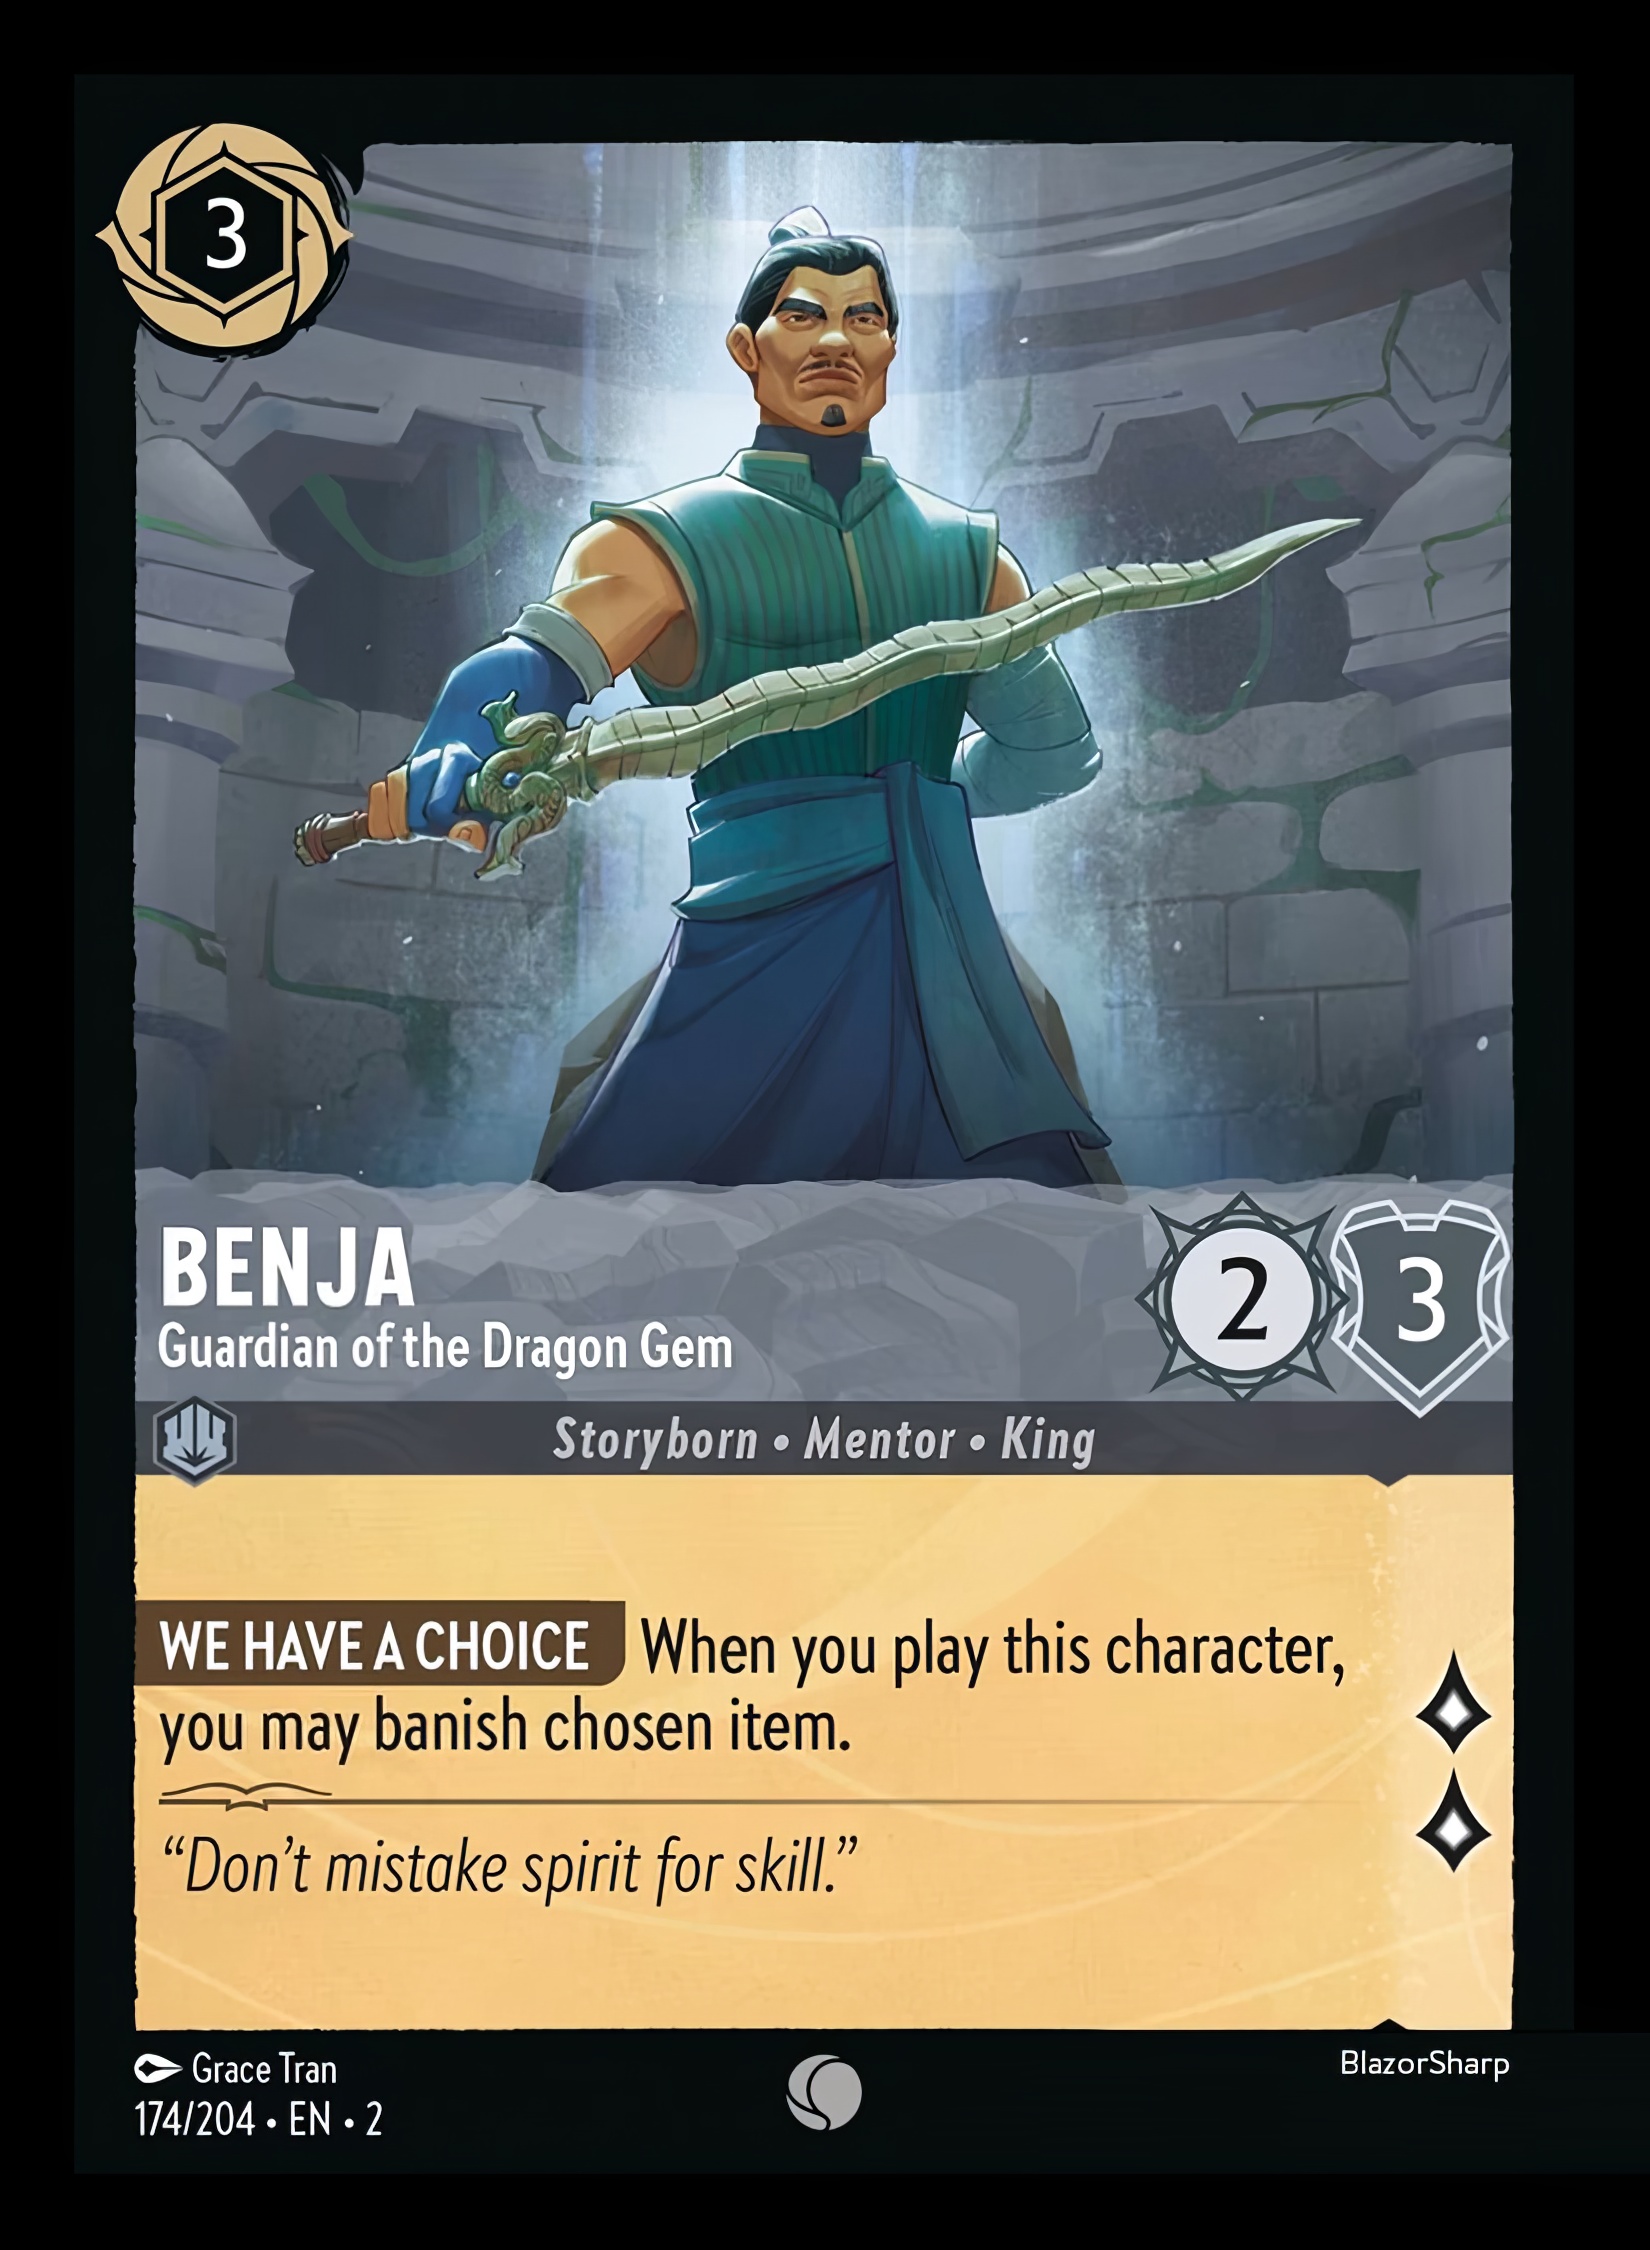 3
BENJA
Guardian of the Dragon Gem
2 3
Storyborn • Mentor • King
WE HAVE A CHOICE When you play this character,
you may banish chosen item.
“Don’t mistake spirit for skill.”
Grace Tran
BlazorSharp
174/204 • EN • 2